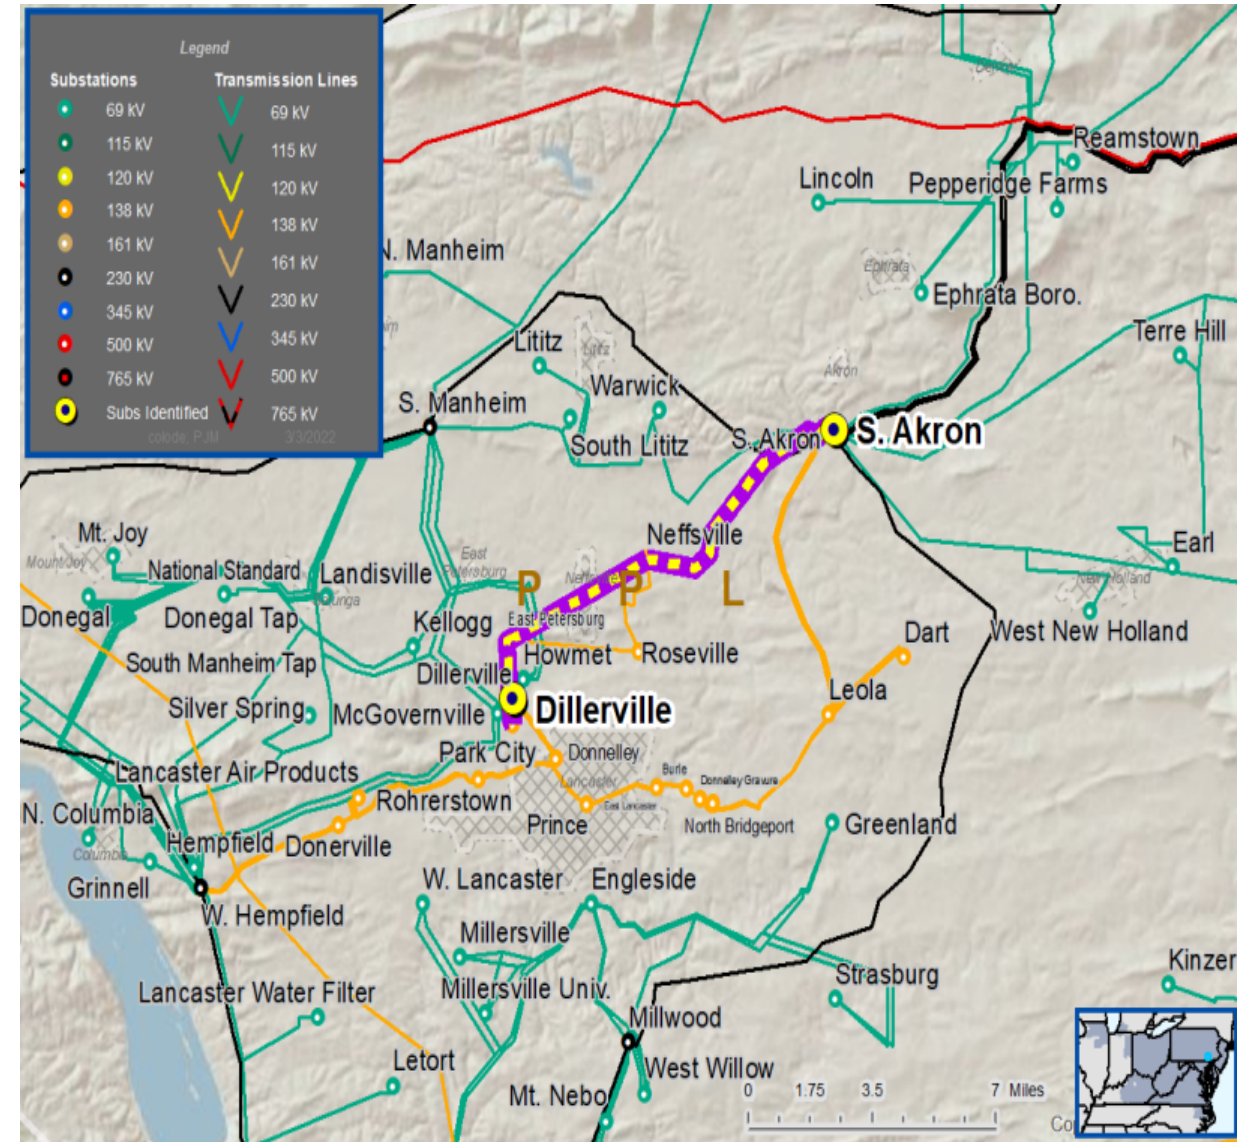 Legend
Substations
Transmission Lines
69 kV
69 kV
115 kV
115 kV
120 kV
120 kV
138 kV
138 kV
161 kV
161 kV
230 kV
230 kV
345 kV
345 kV
500 kV
500 kV
765 kV
765 kV
Subs Identified
colode; PJM 3/3/2022
Reamstown
Lincoln
Pepperidge Farms
N. Manheim
Ephrata
Ephrata Boro.
Terre Hill
Lititz
Lititz
Akron
Warwick
S. Manheim
South Lititz
S. Akron
S. Akron
Neffsville
Mt. Joy
Mount Joy
East Petersburg
Earl
National Standard
Landisville
New Holland
P P L
Donegal
Donegal Tap
Kellogg
East Petersburg
Dart
West New Holland
South Manheim Tap
Howmet
Roseville
Dillerville
Leola
Silver Spring
McGovernville
Dillerville
Park City
Donnelley
Lancaster Air Products
Lancaster
Burle
Donnelley Gravure
Rohrerstown
East Lancaster
N. Columbia
Prince
North Bridgeport
Greenland
Hempfield
Donerville
Columbia
Grinnell
W. Lancaster
Engleside
W. Hempfield
Millersville
Strasburg
Kinzer
Lancaster Water Filter
Millersville Univ.
Millwood
Letort
West Willow
Mt. Nebo
0 1.75 3.5 7 Miles